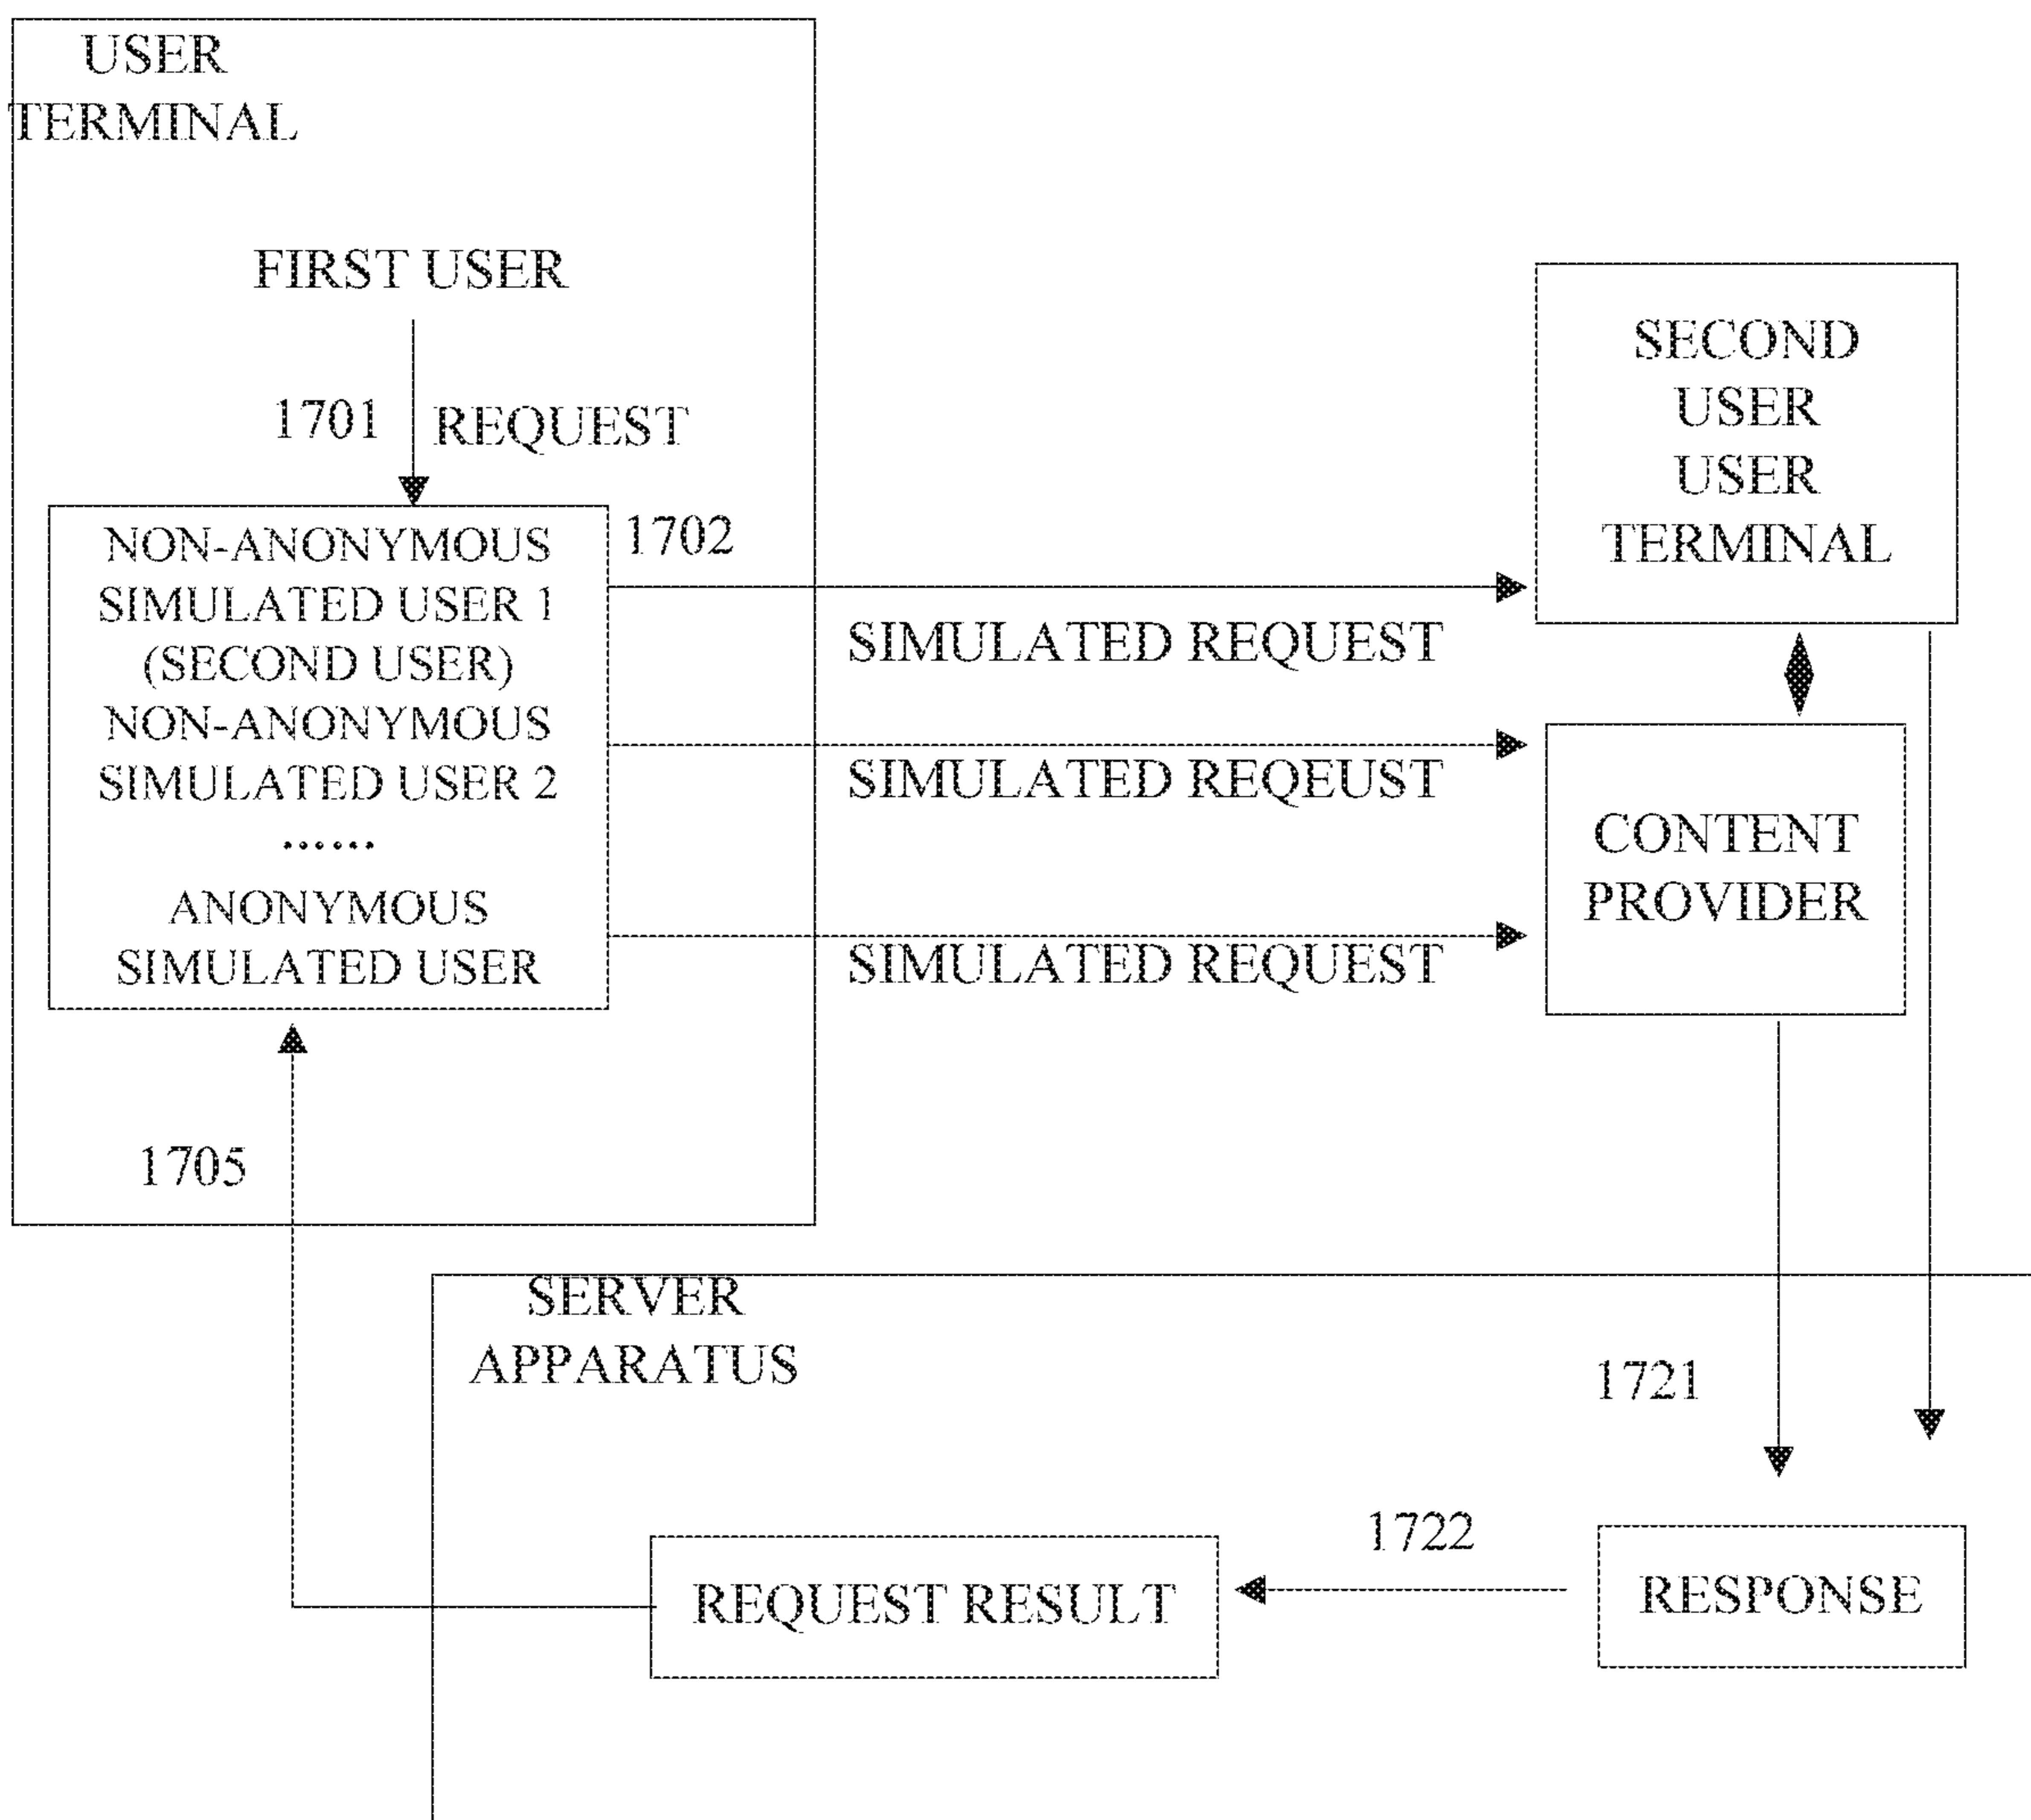 USER
TERMINAL
FIRST USER
1701
REQUEST
NON-ANONYMOUS
SIMULATED USER 1
(SECOND USER)
NON-ANONYMOUS
SIMULATED USER 2
......
ANONYMOUS
SIMULATED USER
1702
SIMULATED REQUEST
SIMULATED REQEUST
SIMULATED REQUEST
SECOND
USER
USER
TERMINAL
CONTENT
PROVIDER
1705
SERVER
APPARATUS
1721
1722
REQUEST RESULT
RESPONSE